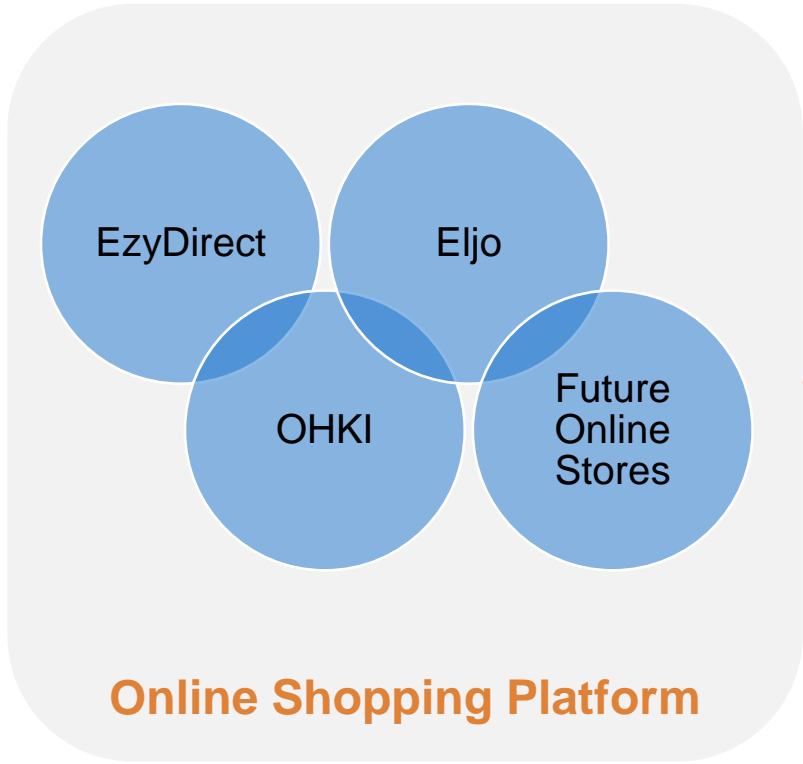 EzyDirect
Eljo
OHKI
Future
Online
Stores
Online Shopping Platform